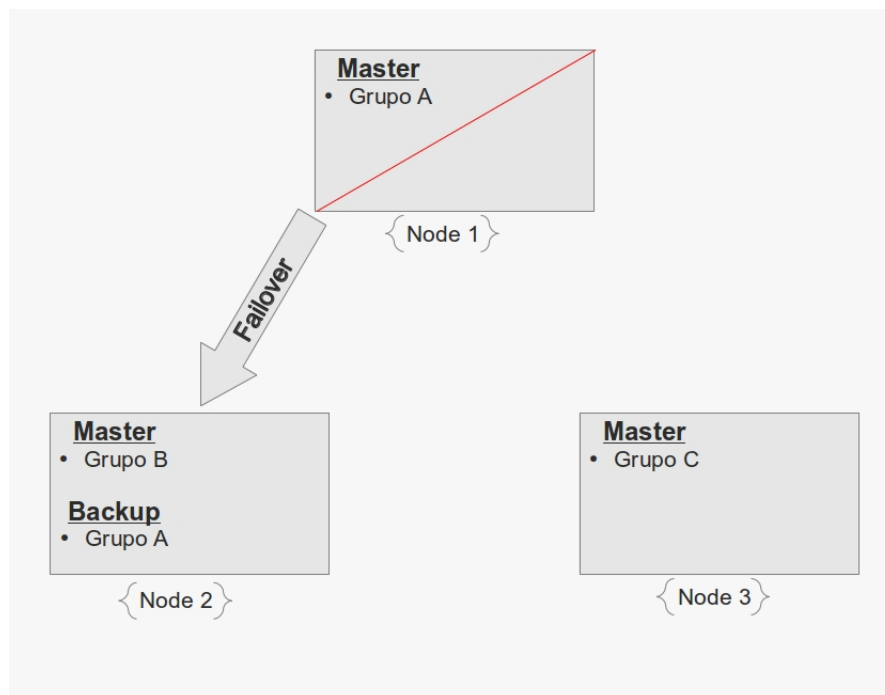 Master
• Grupo A
Node 1
Failover
Master
• Grupo B
Backup
• Grupo A
Node 2
Master
• Grupo C
Node 3